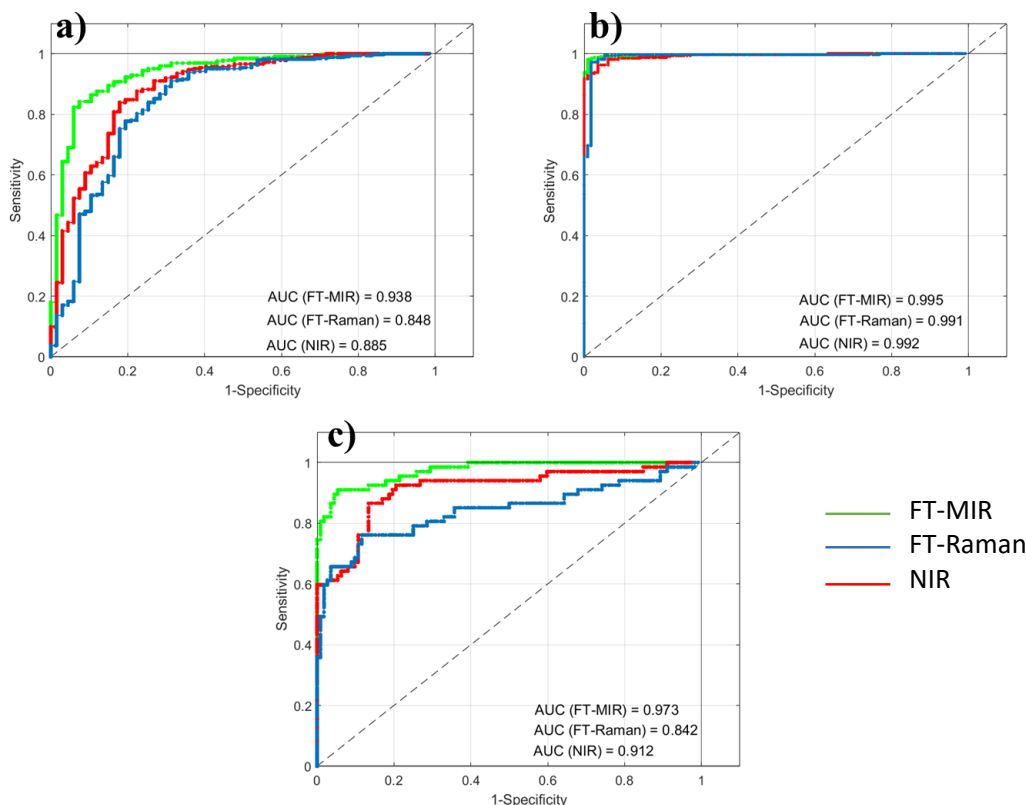 a)
Sensitivity
1
0.8
0.6
0.4
0.2
0
AUC (FT-MIR) = 0.938
AUC (FT-Raman) = 0.848
AUC (NIR) = 0.885
0 0.2 0.4 0.6 0.8 1
1-Specificity
b)
Sensitivity
1
0.8
0.6
0.4
0.2
0
AUC (FT-MIR) = 0.995
AUC (FT-Raman) = 0.991
AUC (NIR) = 0.992
0 0.2 0.4 0.6 0.8 1
1-Specificity
c)
Sensitivity
1
0.8
0.6
0.4
0.2
0
AUC (FT-MIR) = 0.973
AUC (FT-Raman) = 0.842
AUC (NIR) = 0.912
0 0.2 0.4 0.6 0.8 1
1-Specificity
FT-MIR
FT-Raman
NIR